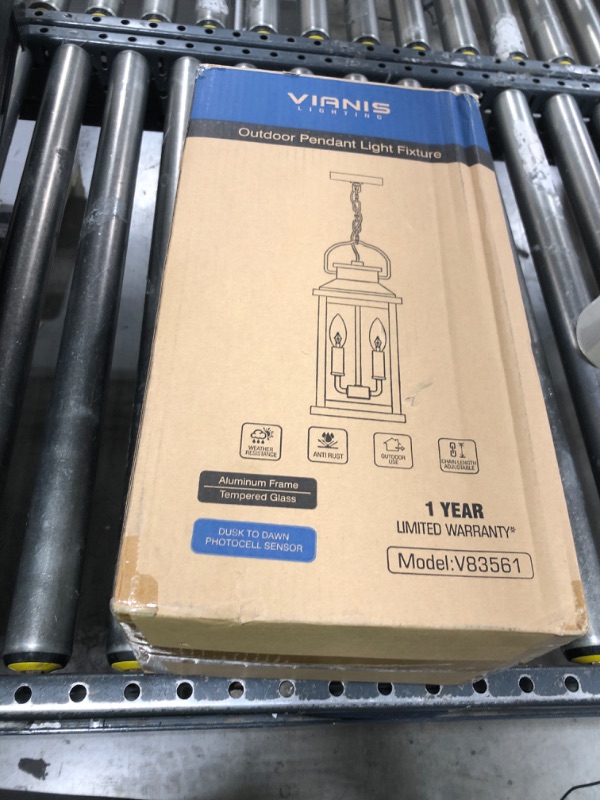 VIANIS
LIGHTING
Outdoor Pendant Light Fixture
WEATHER
RESISTANCE
ANTI RUST
OUTDOOR
USE
CHAIN LENGTH
ADJUSTABLE
Aluminum Frame
Tempered Glass
DUSK TO DAWN
PHOTOCELL SENSOR
1 YEAR
LIMITED WARRANTY*
Model:V83561